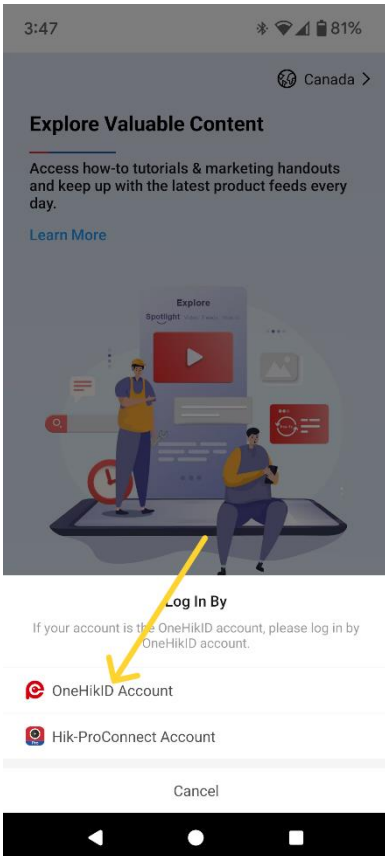 3:47
81%
Canada >
Explore Valuable Content
Access how-to tutorials & marketing handouts
and keep up with the latest product feeds every
day.
Learn More
Explore
Spotlight
Log In By
If your account is the OneHikID account, please log in by
OneHikID account.
OneHikID Account
Hik-ProConnect Account
Cancel